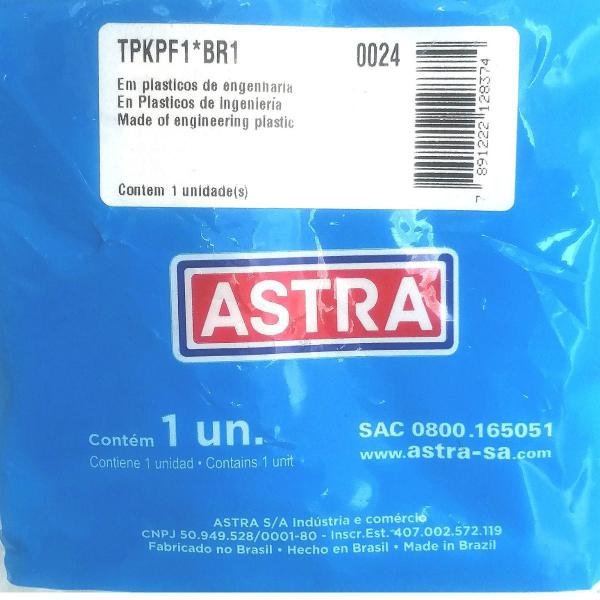 TPKPF1*BR1 0024
Em plasticos de engenharia
En Plasticos de ingeniería
Made of engineering plastic
Contem 1 unidade(s)
7 891222 128374
ASTRA
Contém 1 un.
Contiene 1 unidad • Contains 1 unit
SAC 0800.165051
www.astra-sa.com
ASTRA S/A Indústria e comércio
CNPJ 50.949.528/0001-80 - Inscr.Est. 407.002.572.119
Fabricado no Brasil • Hecho en Brasil • Made in Brazil